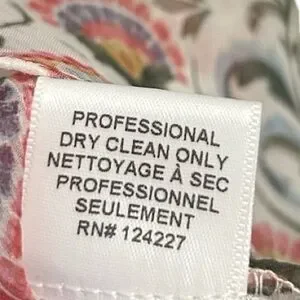 PROFESSIONAL
DRY CLEAN ONLY
NETTOYAGE À SEC
PROFESSIONNEL
SEULEMENT
RN# 124227